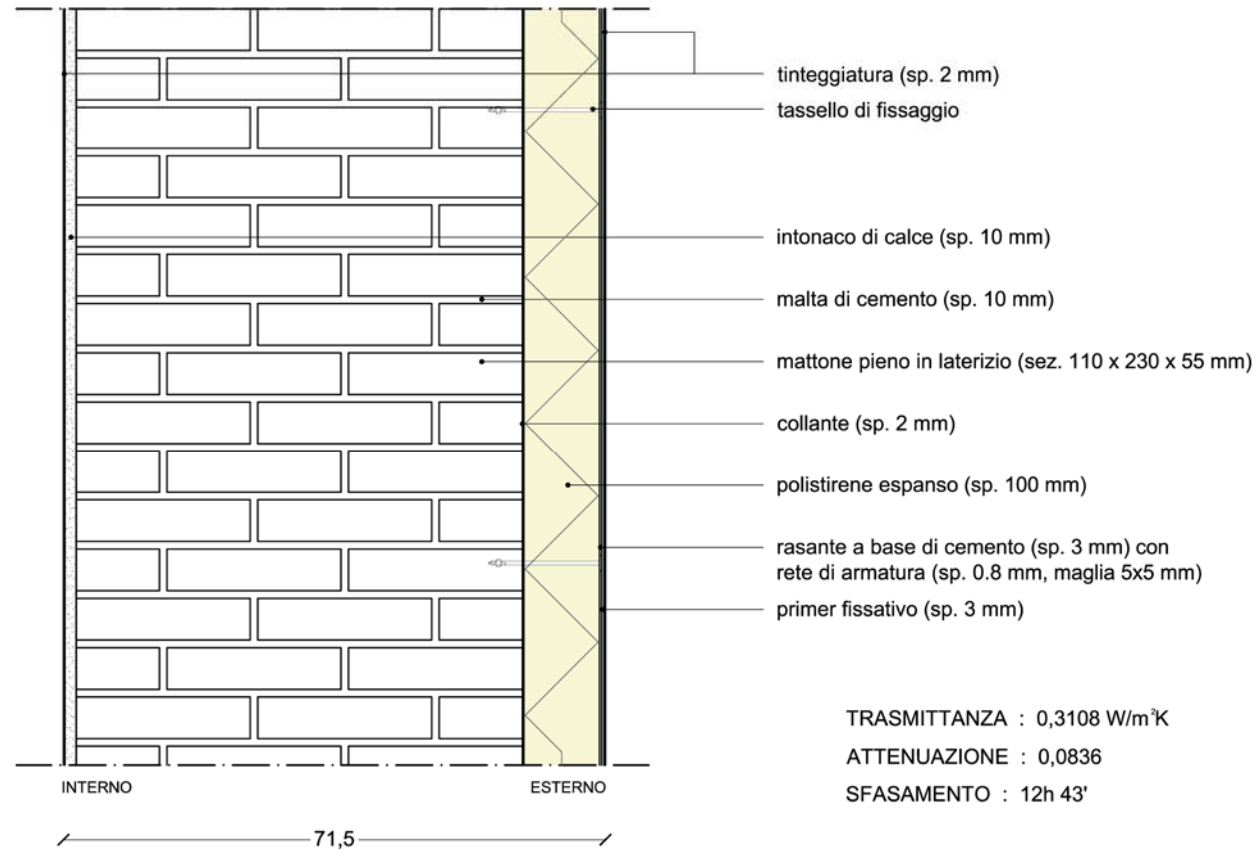 tinteggiatura (sp. 2 mm)
tassello di fissaggio
intonaco di calce (sp. 10 mm)
malta di cemento (sp. 10 mm)
mattone pieno in laterizio (sez. 110 x 230 x 55 mm)
collante (sp. 2 mm)
polistirene espanso (sp. 100 mm)
rasante a base di cemento (sp. 3 mm) con
rete di armatura (sp. 0.8 mm, maglia 5x5 mm)
primer fissativo (sp. 3 mm)
TRASMITTANZA : 0,3108 W/m²K
ATTENUAZIONE : 0,0836
SFASAMENTO : 12h 43'
INTERNO
ESTERNO
71,5